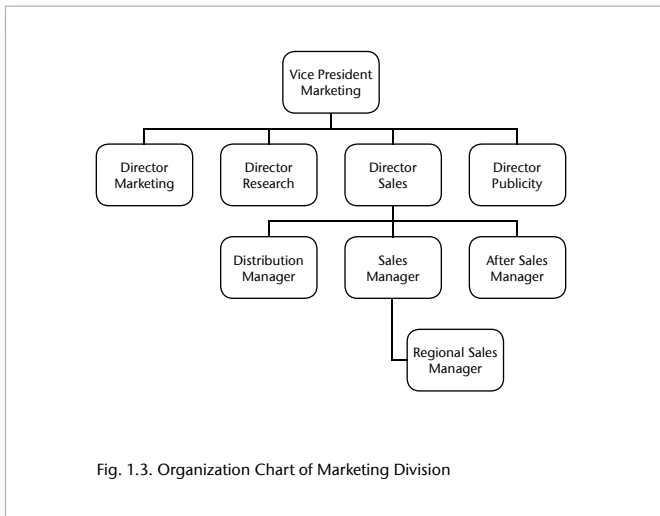 Vice President
Marketing
Director
Marketing
Director
Research
Director
Sales
Director
Publicity
Distribution
Manager
Sales
Manager
After Sales
Manager
Regional Sales
Manager
Fig. 1.3. Organization Chart of Marketing Division